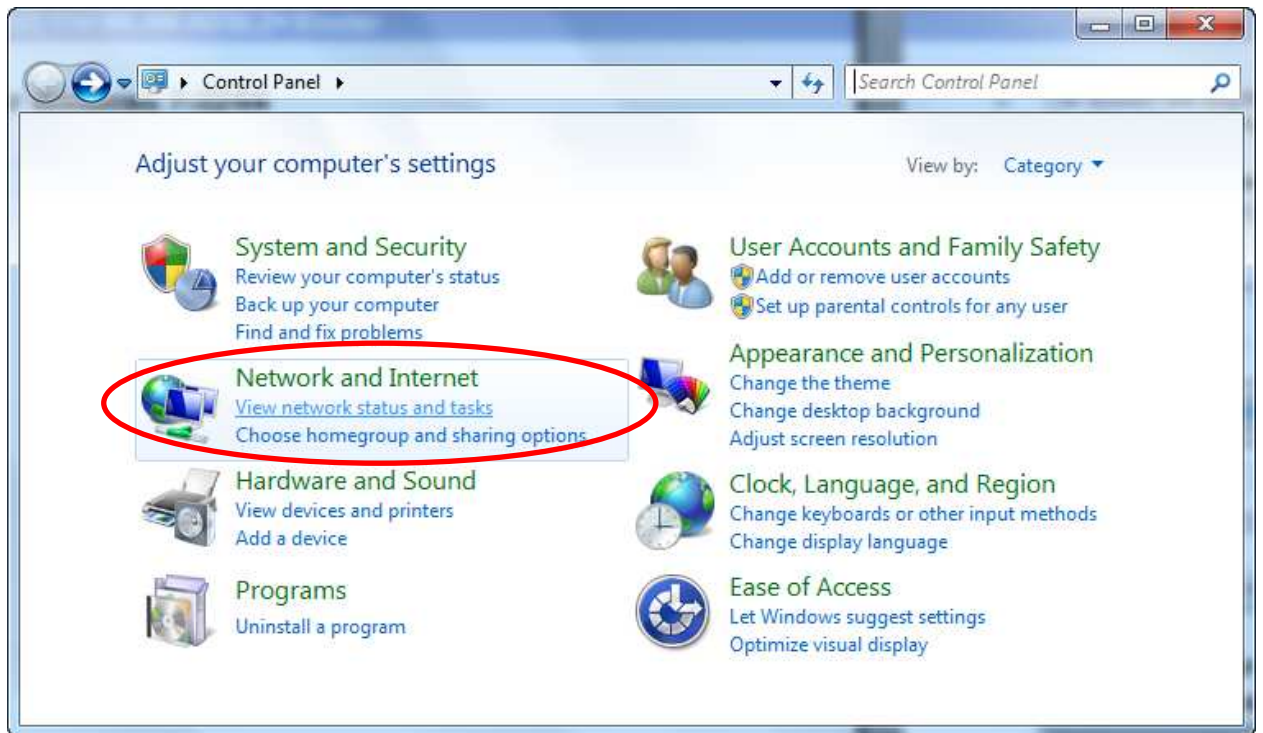 Control Panel
Search Control Panel
Adjust your computer's settings
View by: Category
System and Security
Review your computer's status
Back up your computer
Find and fix problems
Network and Internet
View network status and tasks
Choose homegroup and sharing options
Hardware and Sound
View devices and printers
Add a device
Programs
Uninstall a program
User Accounts and Family Safety
Add or remove user accounts
Set up parental controls for any user
Appearance and Personalization
Change the theme
Change desktop background
Adjust screen resolution
Clock, Language, and Region
Change keyboards or other input methods
Change display language
Ease of Access
Let Windows suggest settings
Optimize visual display